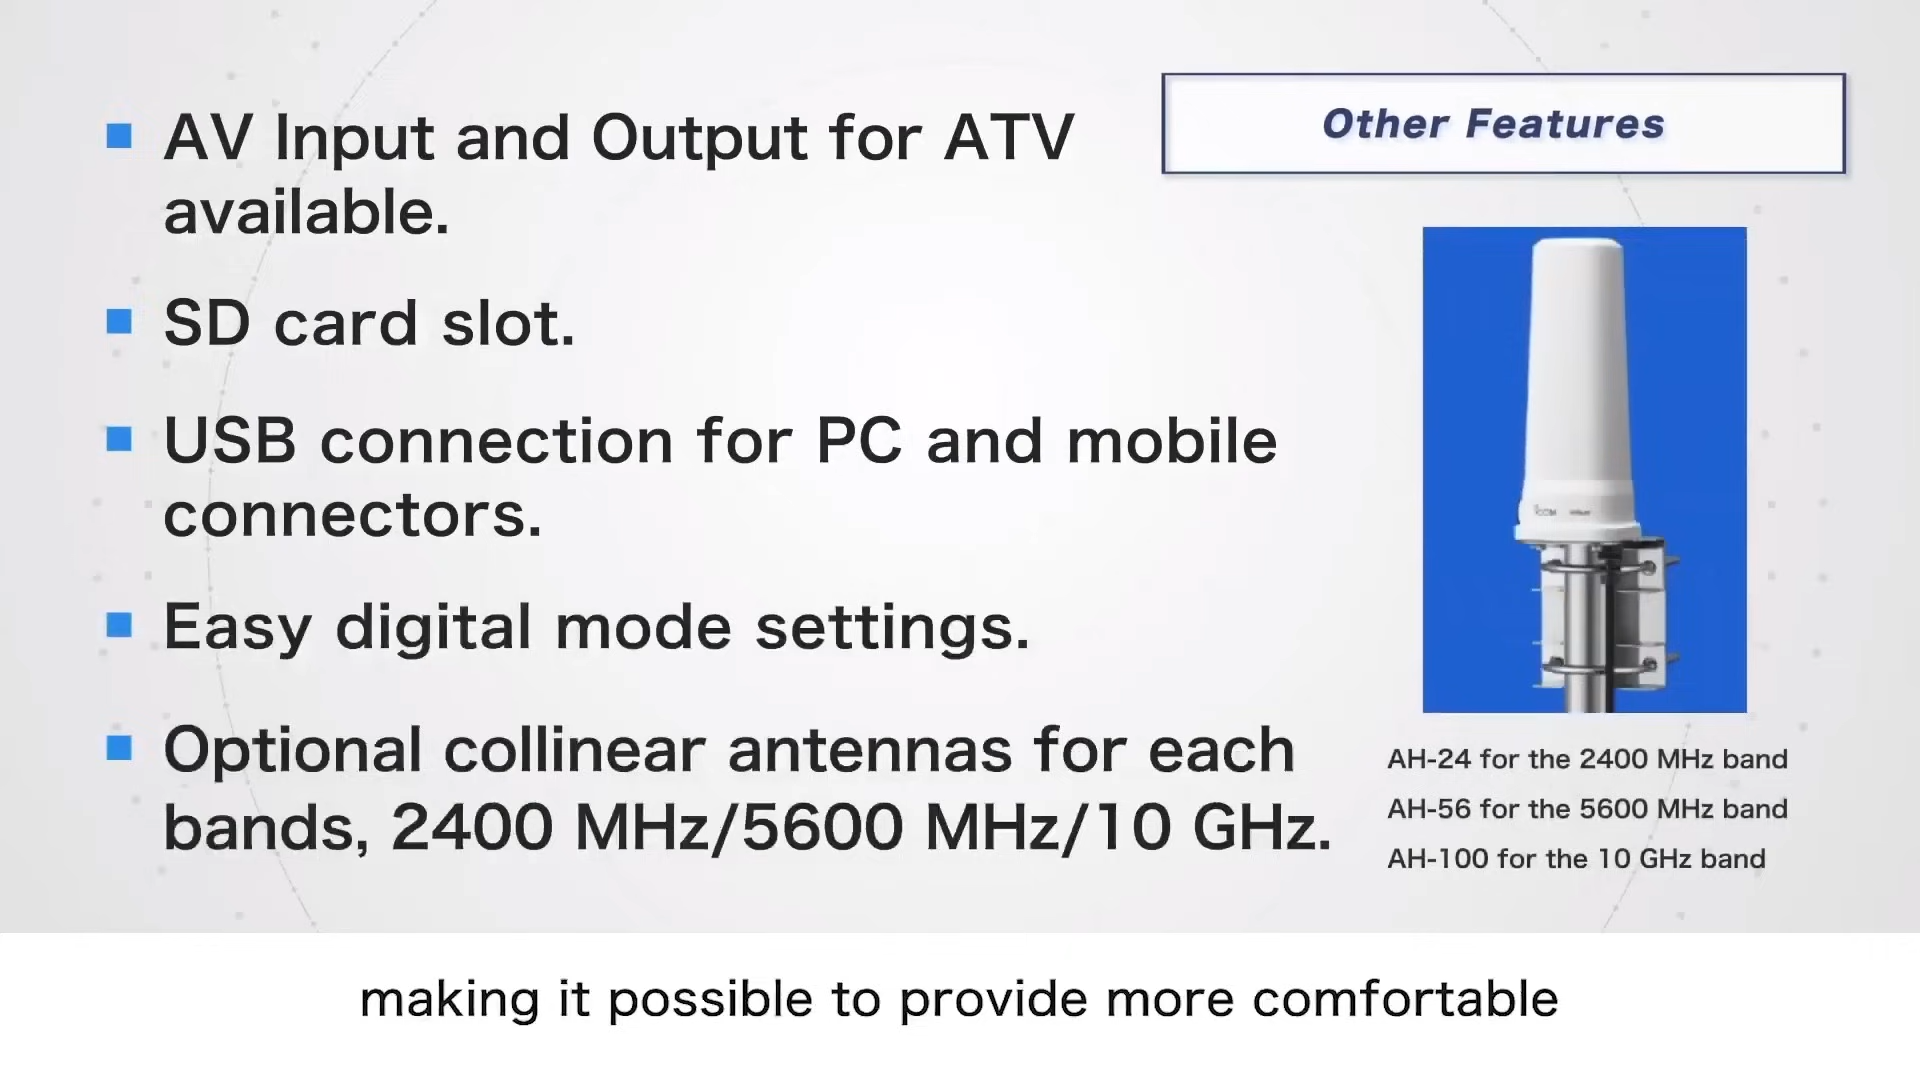 Other Features
AV Input and Output for ATV
available.
SD card slot.
USB connection for PC and mobile
connectors.
Easy digital mode settings.
Optional collinear antennas for each
bands, 2400 MHz/5600 MHz/10 GHz.
ICOM
AH-24 for the 2400 MHz band
AH-56 for the 5600 MHz band
AH-100 for the 10 GHz band
making it possible to provide more comfortable